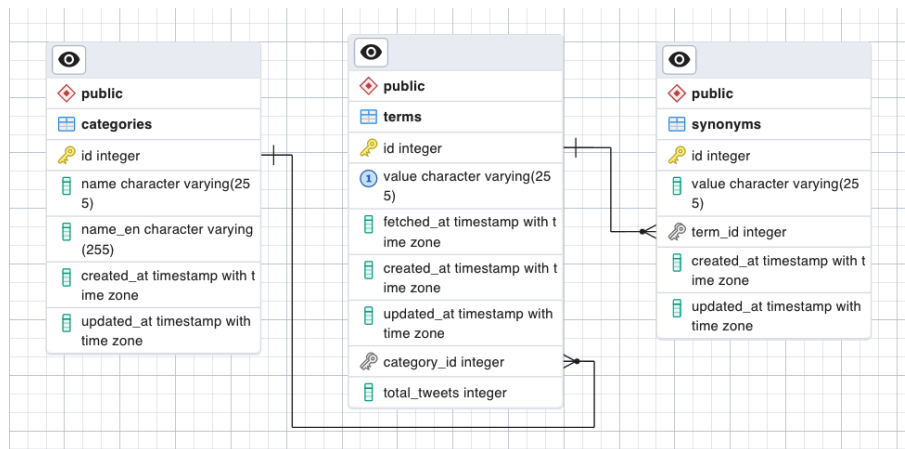 public
categories
id integer
name character varying(25
5)
name_en character varying
(255)
created_at timestamp with t
ime zone
updated_at timestamp with
time zone
public
terms
id integer
1
value character varying(25
5)
fetched_at timestamp with t
ime zone
created_at timestamp with t
ime zone
updated_at timestamp with
time zone
category_id integer
total_tweets integer
public
synonyms
id integer
value character varying(25
5)
term_id integer
created_at timestamp with t
ime zone
updated_at timestamp with
time zone